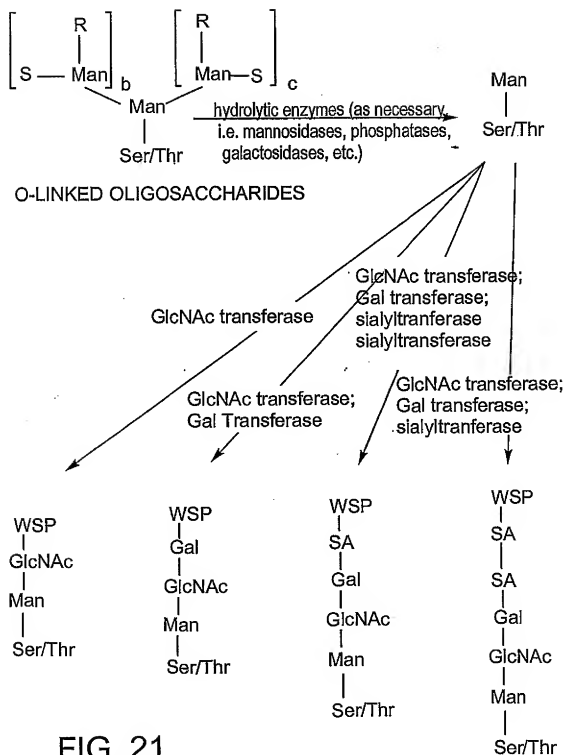 R
R
S
Man
b
Man
S
c
Man
Ser/Thr
hydrolytic enzymes (as necessary,
i.e. mannosidases, phosphatases,
galactosidases, etc.)
Man
Ser/Thr
O-LINKED OLIGOSACCHARIDES
GlcNAc transferase
GlcNAc transferase;
Gal Transferase
GlcNAc transferase;
Gal transferase;
sialyltranferase
sialyltransferase
GlcNAc transferase;
Gal transferase;
sialyltranferase
WSP
GlcNAc
Man
Ser/Thr
WSP
Gal
GlcNAc
Man
Ser/Thr
WSP
SA
Gal
GlcNAc
Man
Ser/Thr
WSP
SA
SA
Gal
GlcNAc
Man
Ser/Thr
FIG. 21